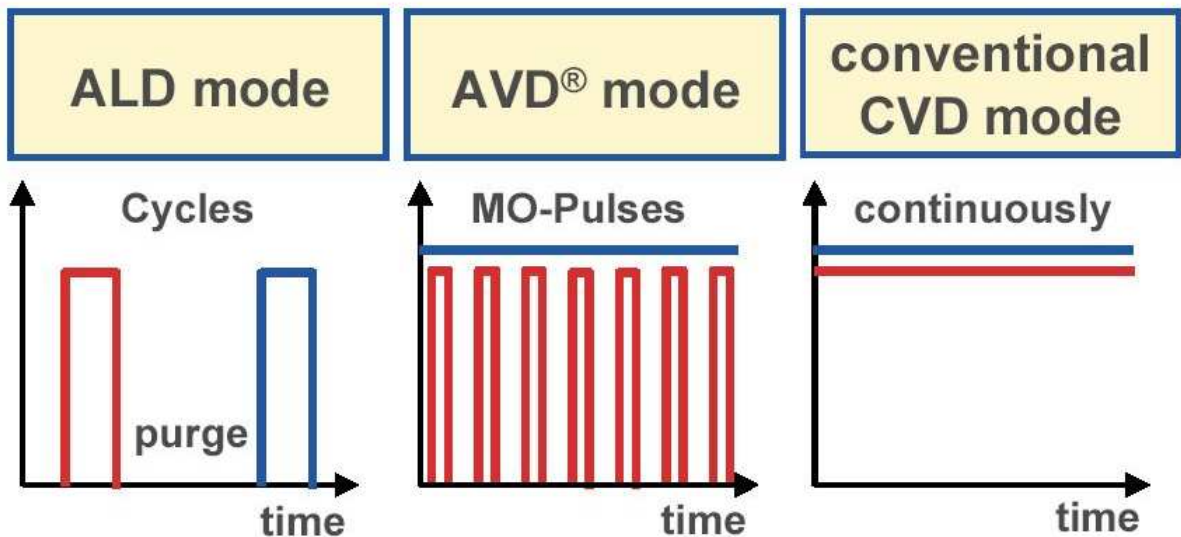 ALD mode
AVD® mode
conventional
CVD mode
Cycles
purge
time
MO-Pulses
time
continuously
time